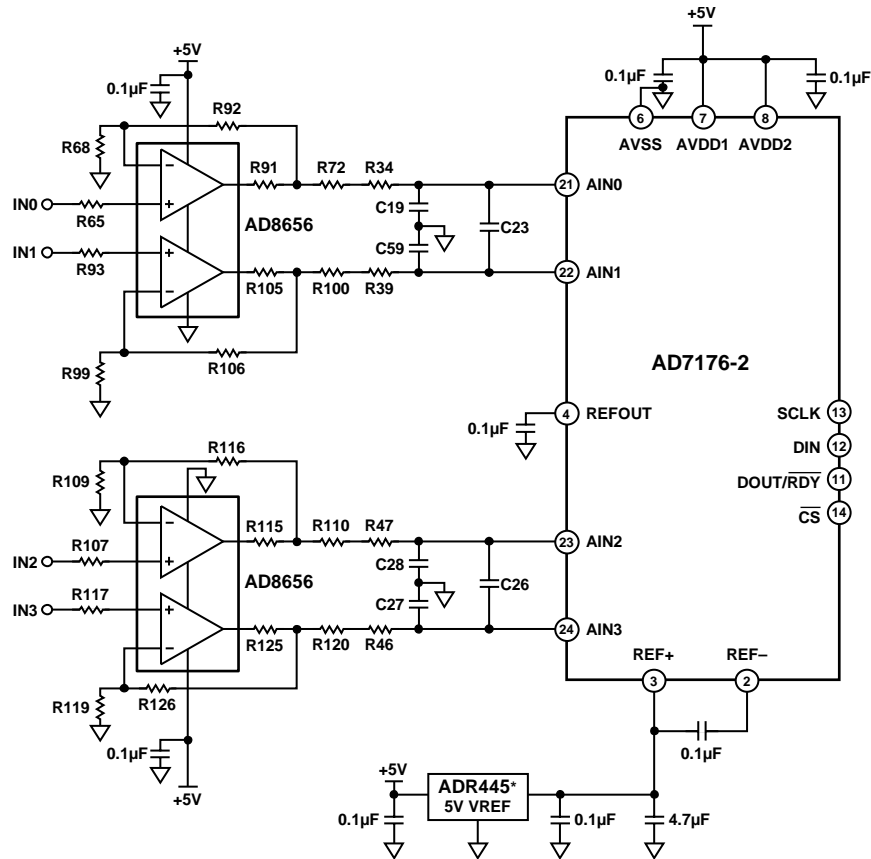 +5V
0.1µF
R92
R68
R91
R72
R34
IN0
R65
AD8656
C19
C23
IN1
R93
C59
R105
R100
R39
R99
R106
+5V
0.1µF
0.1µF
6
7
8
AVSS
AVDD1
AVDD2
21
AIN0
22
AIN1
AD7176-2
4
REFOUT
0.1µF
SCLK
13
DIN
12
DOUT/RDY
11
CS
14
R116
R109
R115
R110
R47
23
AIN2
IN2
R107
AD8656
C28
C26
IN3
R117
C27
R125
R120
R46
24
AIN3
R119
R126
0.1µF
+5V
REF+
REF–
3
2
0.1µF
+5V
ADR445*
5V VREF
0.1µF
0.1µF
4.7µF